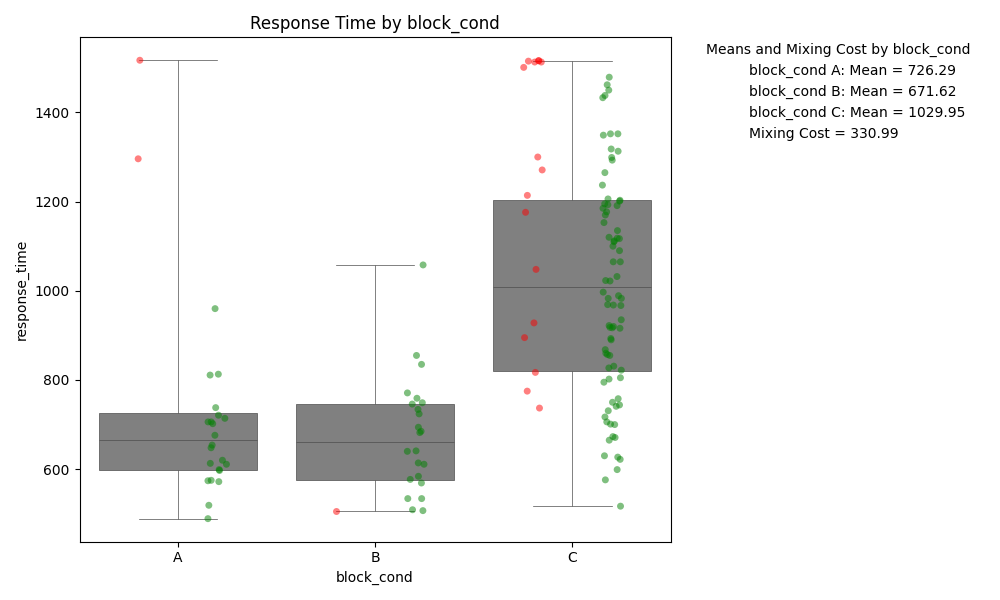 Response Time by block_cond
Means and Mixing Cost by block_cond
block_cond A: Mean = 726.29
block_cond B: Mean = 671.62
block_cond C: Mean = 1029.95
Mixing Cost = 330.99
response_time
1400
1200
1000
800
600
A
B
C
block_cond